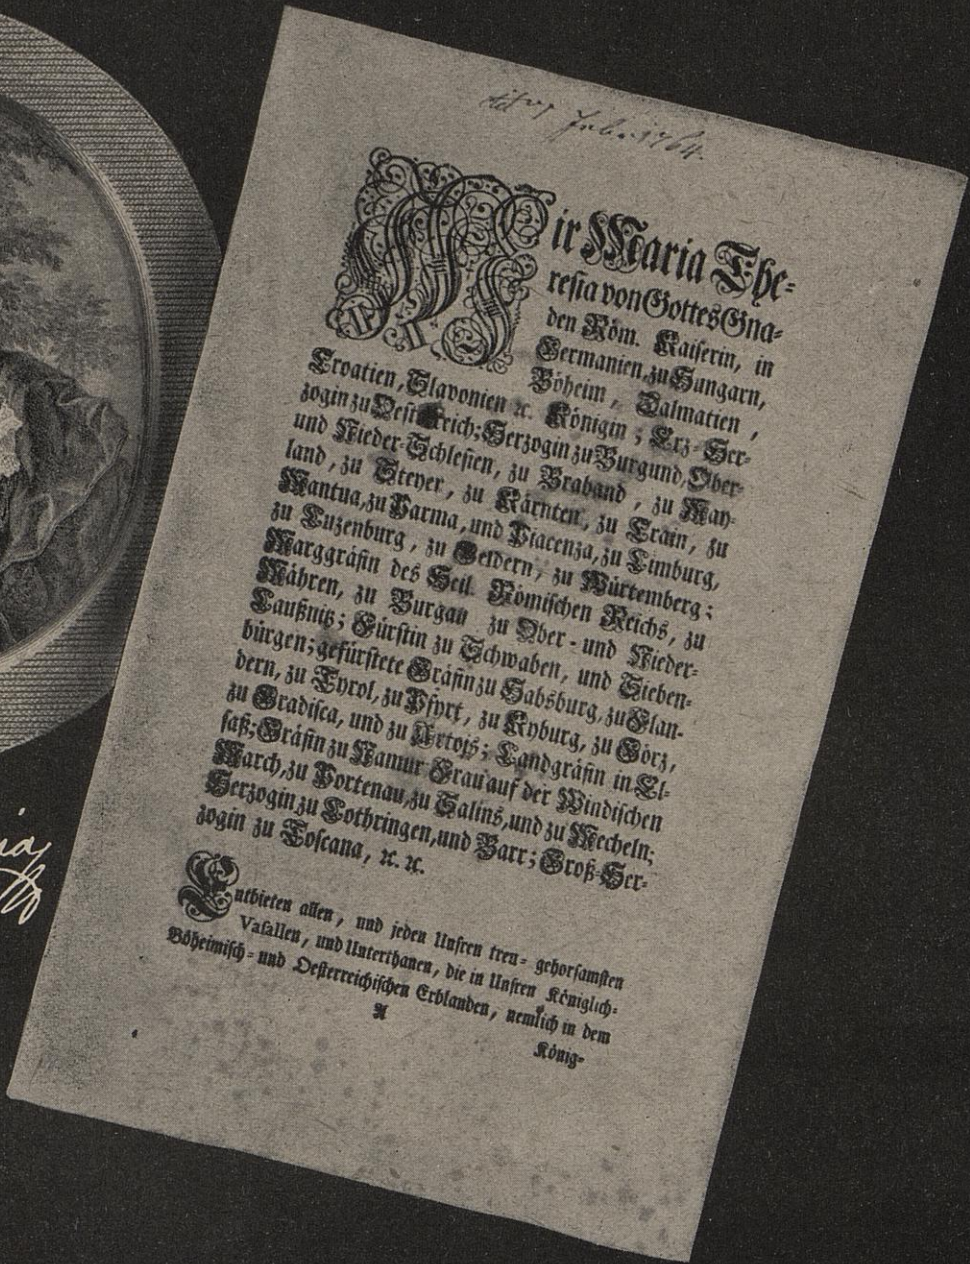 1764.
Wir Maria The-
resia von Gottes Gna-
den Röm. Kaiserin, in
Germanien, zu Hungarn,
Böheim, Dalmatien,
Croatien, Slavonien ꝛc. Königin; Erz-Her-
zogin zu Oesterreich; Herzogin zu Burgund, Ober-
und Nieder-Schlesien, zu Braband, zu May-
land, zu Steyer, zu Kärnten, zu Crain, zu
Mantua, zu Parma, und Piacenza, zu Limburg,
zu Luzenburg, zu Geldern, zu Würtemberg;
Marggräfin des Heil. Römischen Reichs, zu
Mähren, zu Burgau zu Ober- und Nieder-
Laußnitz; Fürstin zu Schwaben, und Sieben-
bürgen; gefürstete Gräfin zu Habsburg, zu Flan-
dern, zu Tyrol, zu Pfyrt, zu Kyburg, zu Görz,
zu Gradisca, und zu Artois; Landgräfin in El-
saß; Gräfin zu Namur Frau auf der Windischen
March, zu Portenau, zu Salins, und zu Mecheln;
Herzogin zu Lothringen, und Barr; Groß-Her-
zogin zu Toscana, ꝛc. ꝛc.
Entbieten allen, und jeden Unsren treu-gehorsamsten
Vasallen, und Unterthanen, die in Unsren Königlich-
Böheimisch- und Oesterreichischen Erblanden, nemlich in dem
A
König-